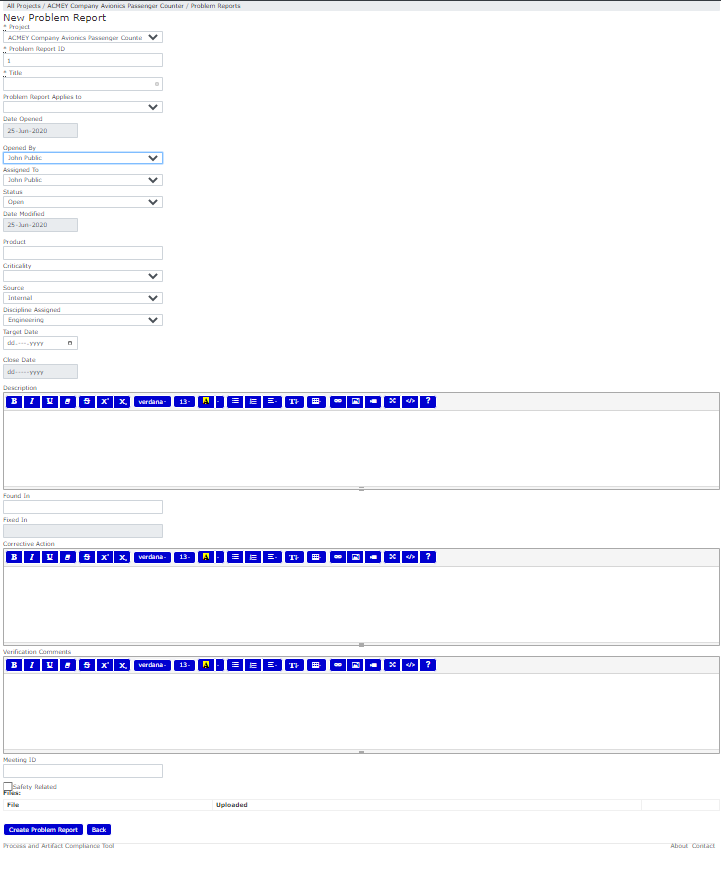 All Projects / ACMEY Company Avionics Passenger Counter / Problem Reports
New Problem Report
* Project
ACMEY Company Avionics Passenger Counte
* Problem Report ID
1
* Title
Problem Report Applies to
Date Opened
25-Jun-2020
Opened By
John Public
Assigned To
John Public
Status
Open
Date Modified
25-Jun-2020
Product
Criticality
Source
Internal
Discipline Assigned
Engineering
Target Date
dd.---.yyyy
Close Date
dd-----yyyy
Description
B I U S X² X₂ verdana 13 A TI </> ?
Found In
Fixed In
Corrective Action
B I U S X² X₂ verdana 13 A TI </> ?
Verification Comments
B I U S X² X₂ verdana 13 A TI </> ?
Meeting ID
Safety Related
Files:
File Uploaded
Create Problem Report Back
Process and Artifact Compliance Tool About Contact